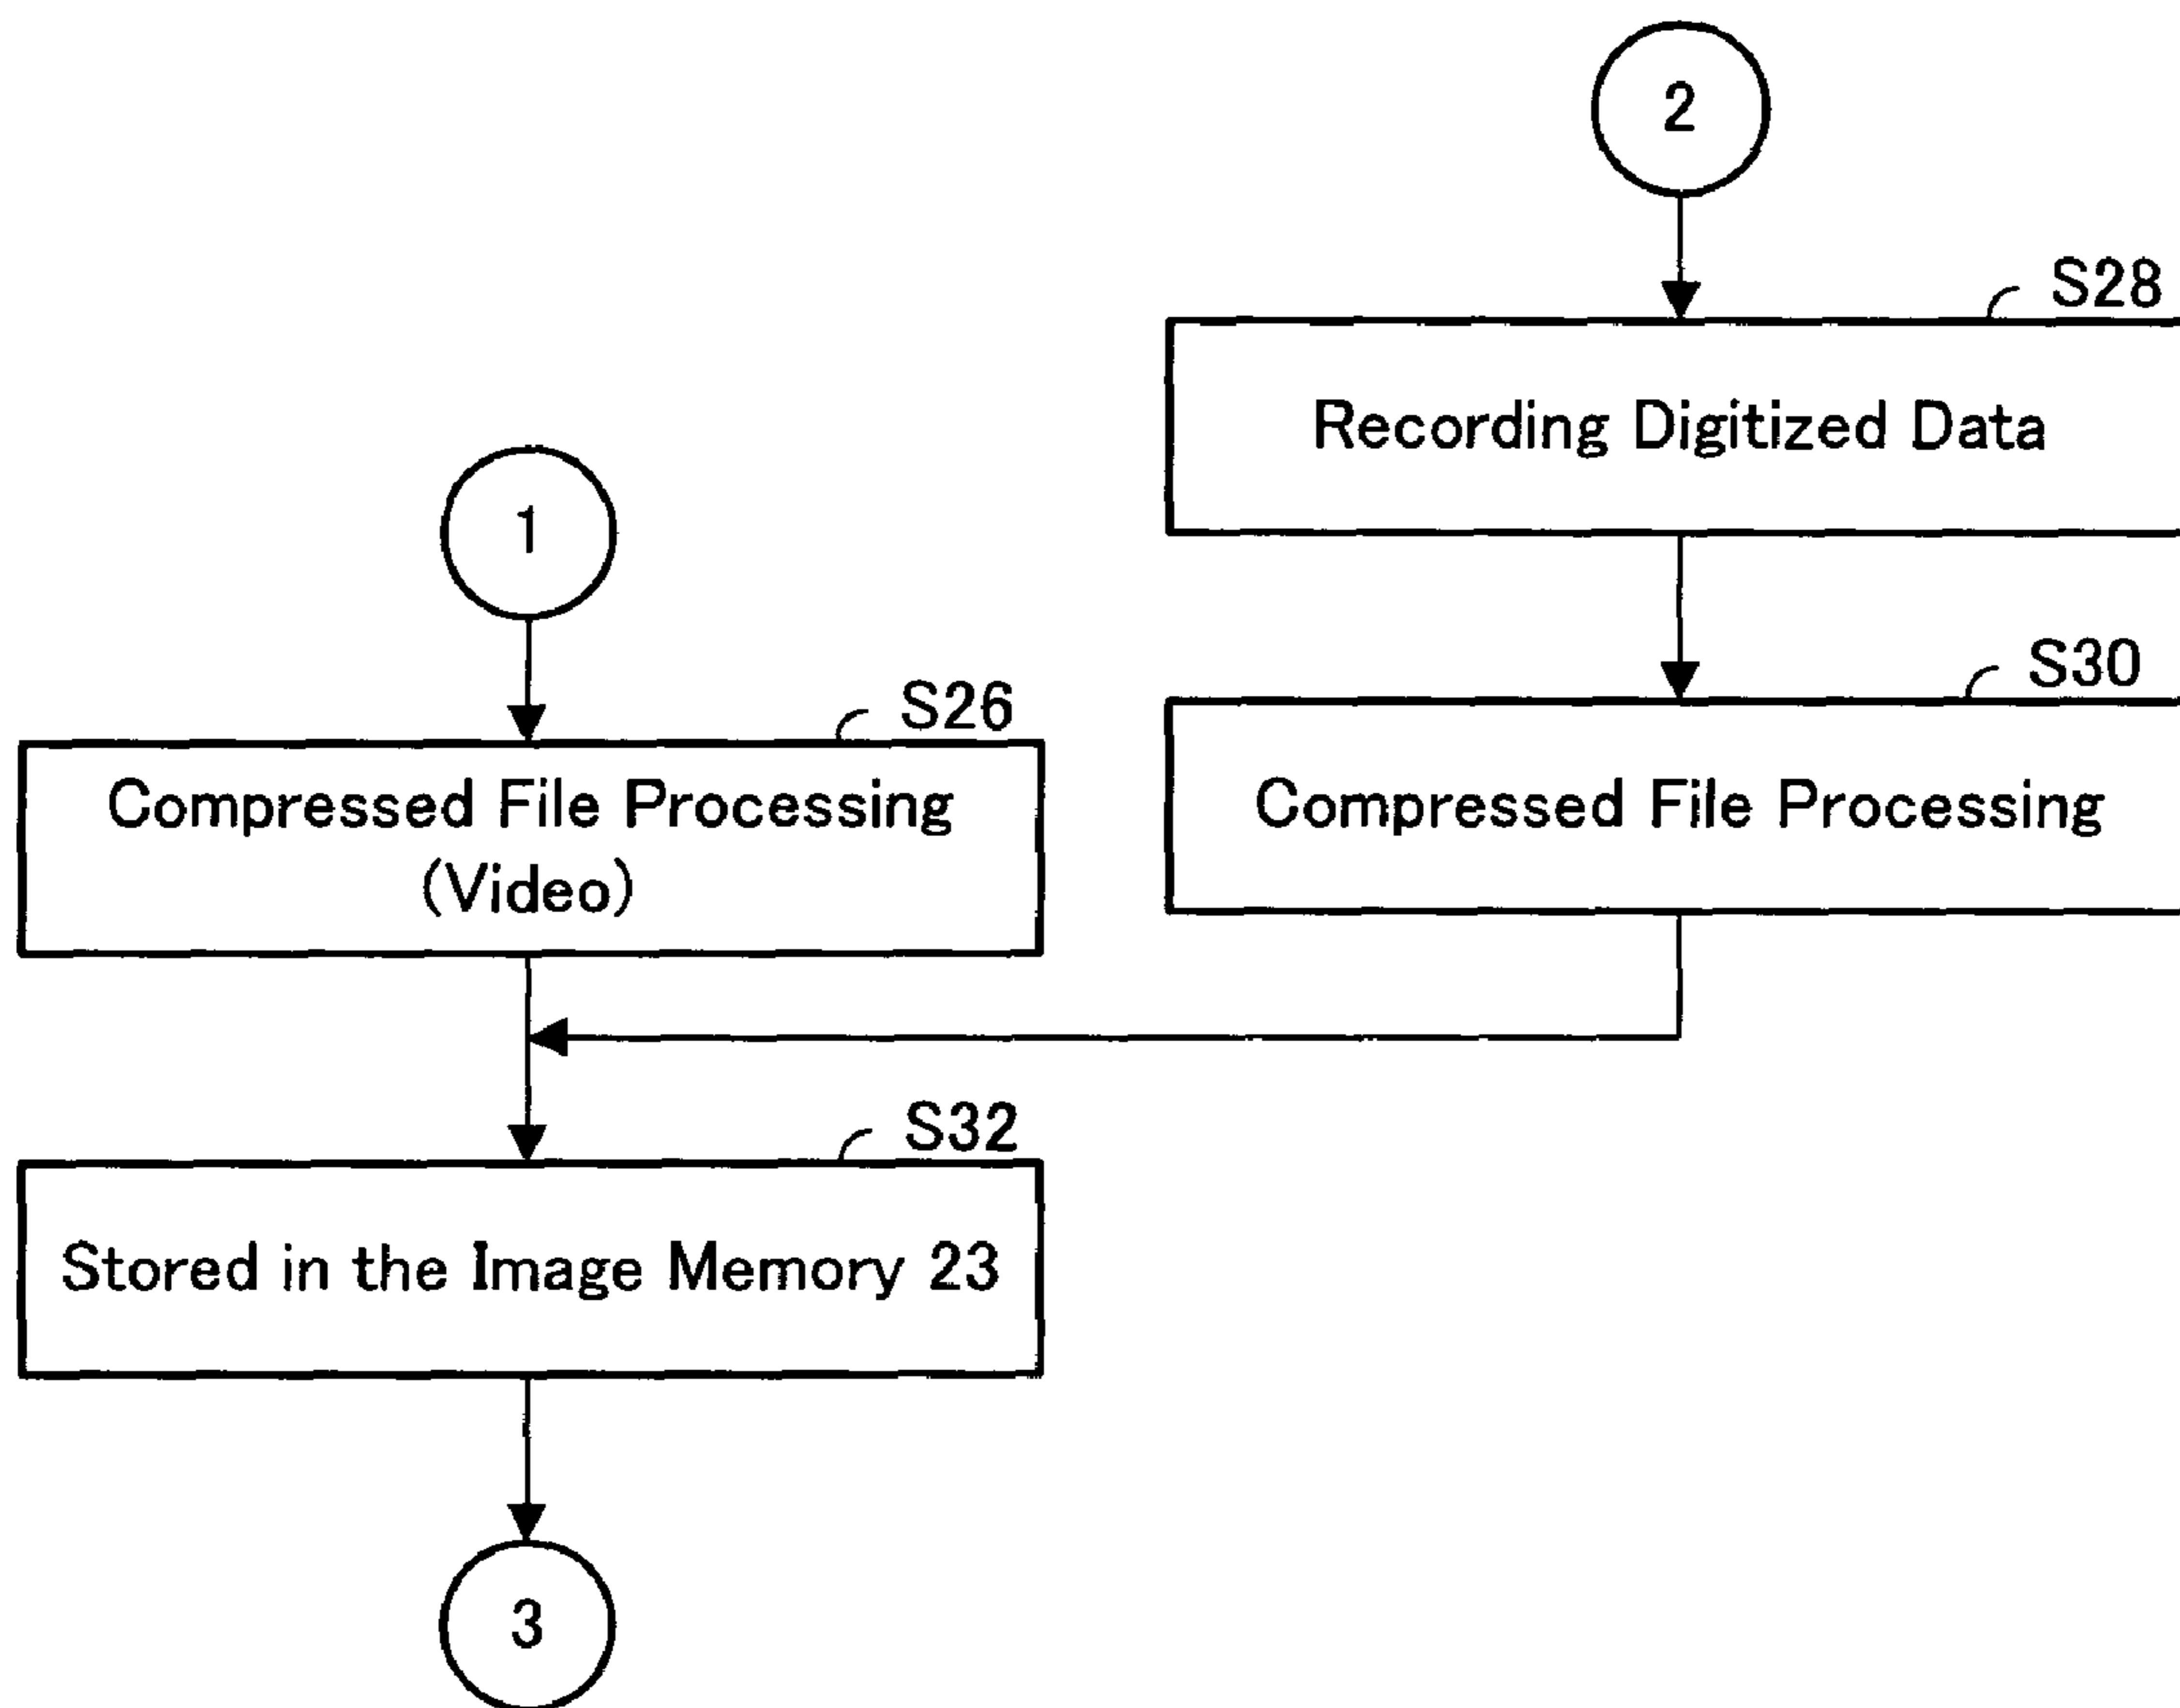 2
S28
Recording Digitized Data
1
S30
S26
Compressed File Processing
(Video)
Compressed File Processing
S32
Stored in the Image Memory 23
3